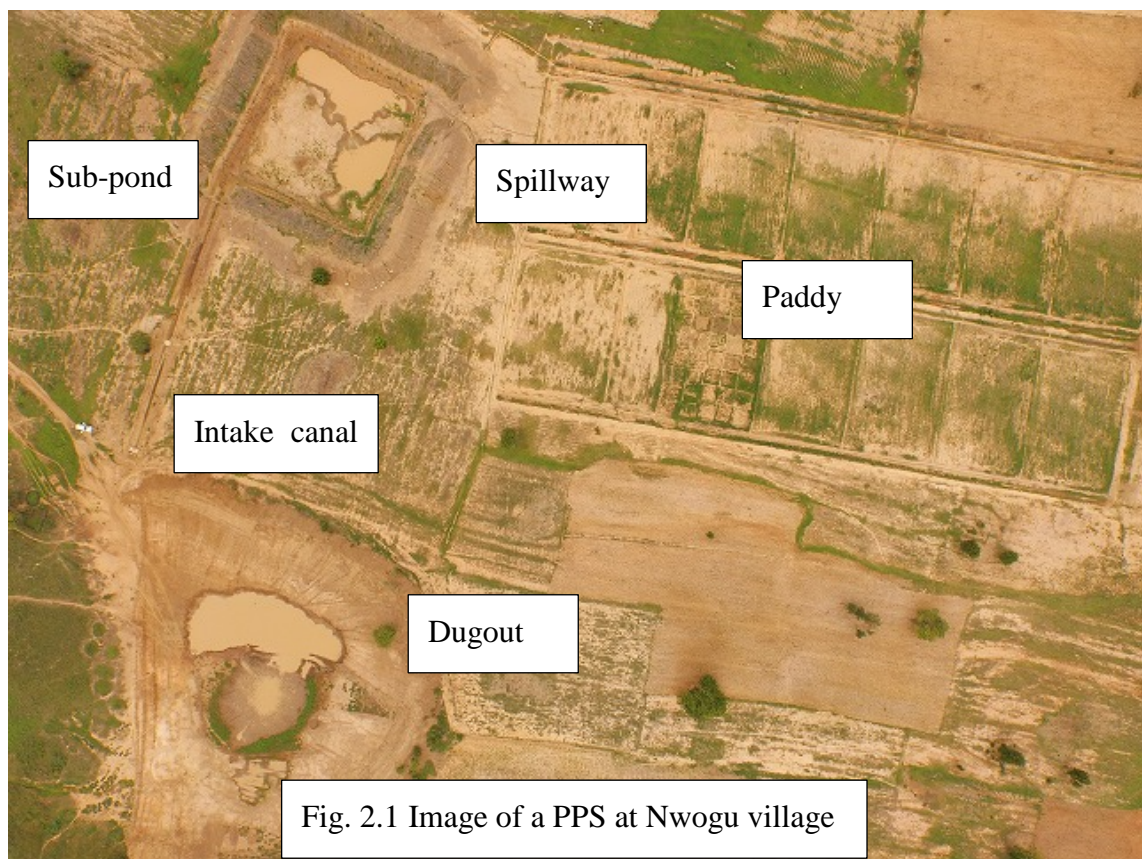 Sub-pond
Spillway
Paddy
Intake canal
Dugout
Fig. 2.1 Image of a PPS at Nwogu village